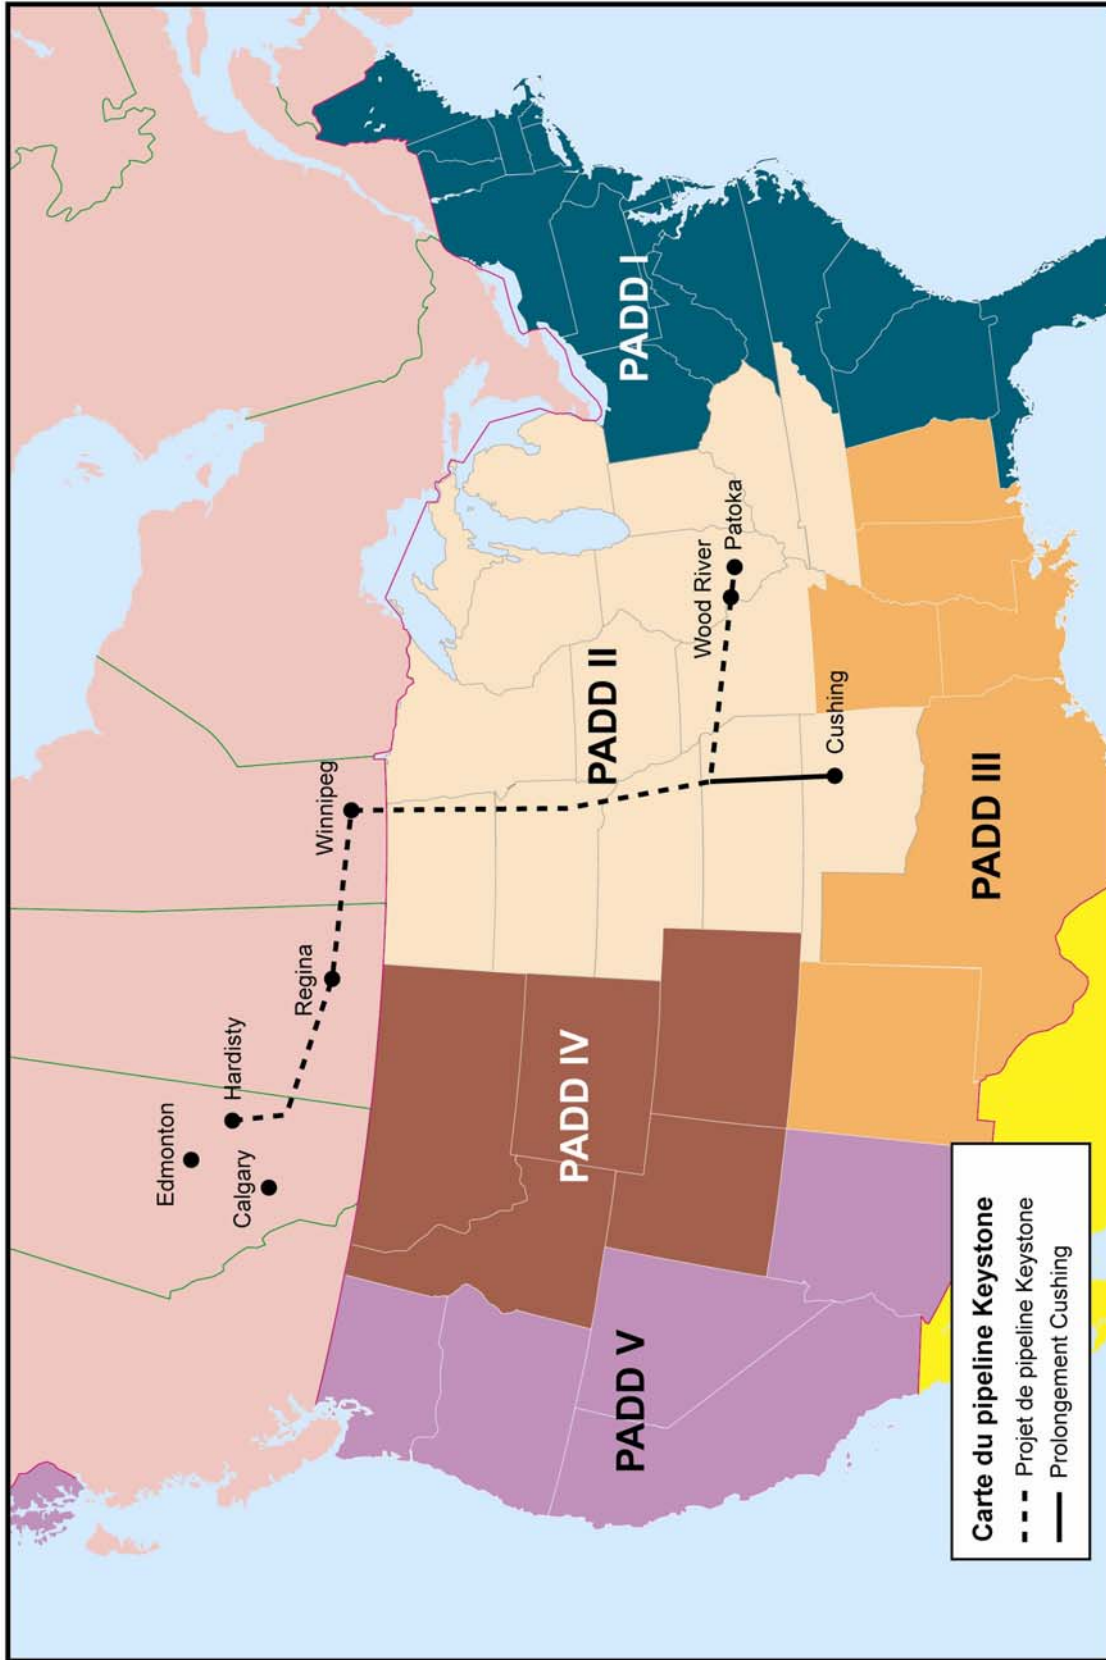 Edmonton
Hardisty
Calgary
Regina
Winnipeg
PADD I
PADD II
Wood River
Patoka
PADD IV
PADD V
Cushing
PADD III
Carte du pipeline Keystone
Projet de pipeline Keystone
Prolongement Cushing